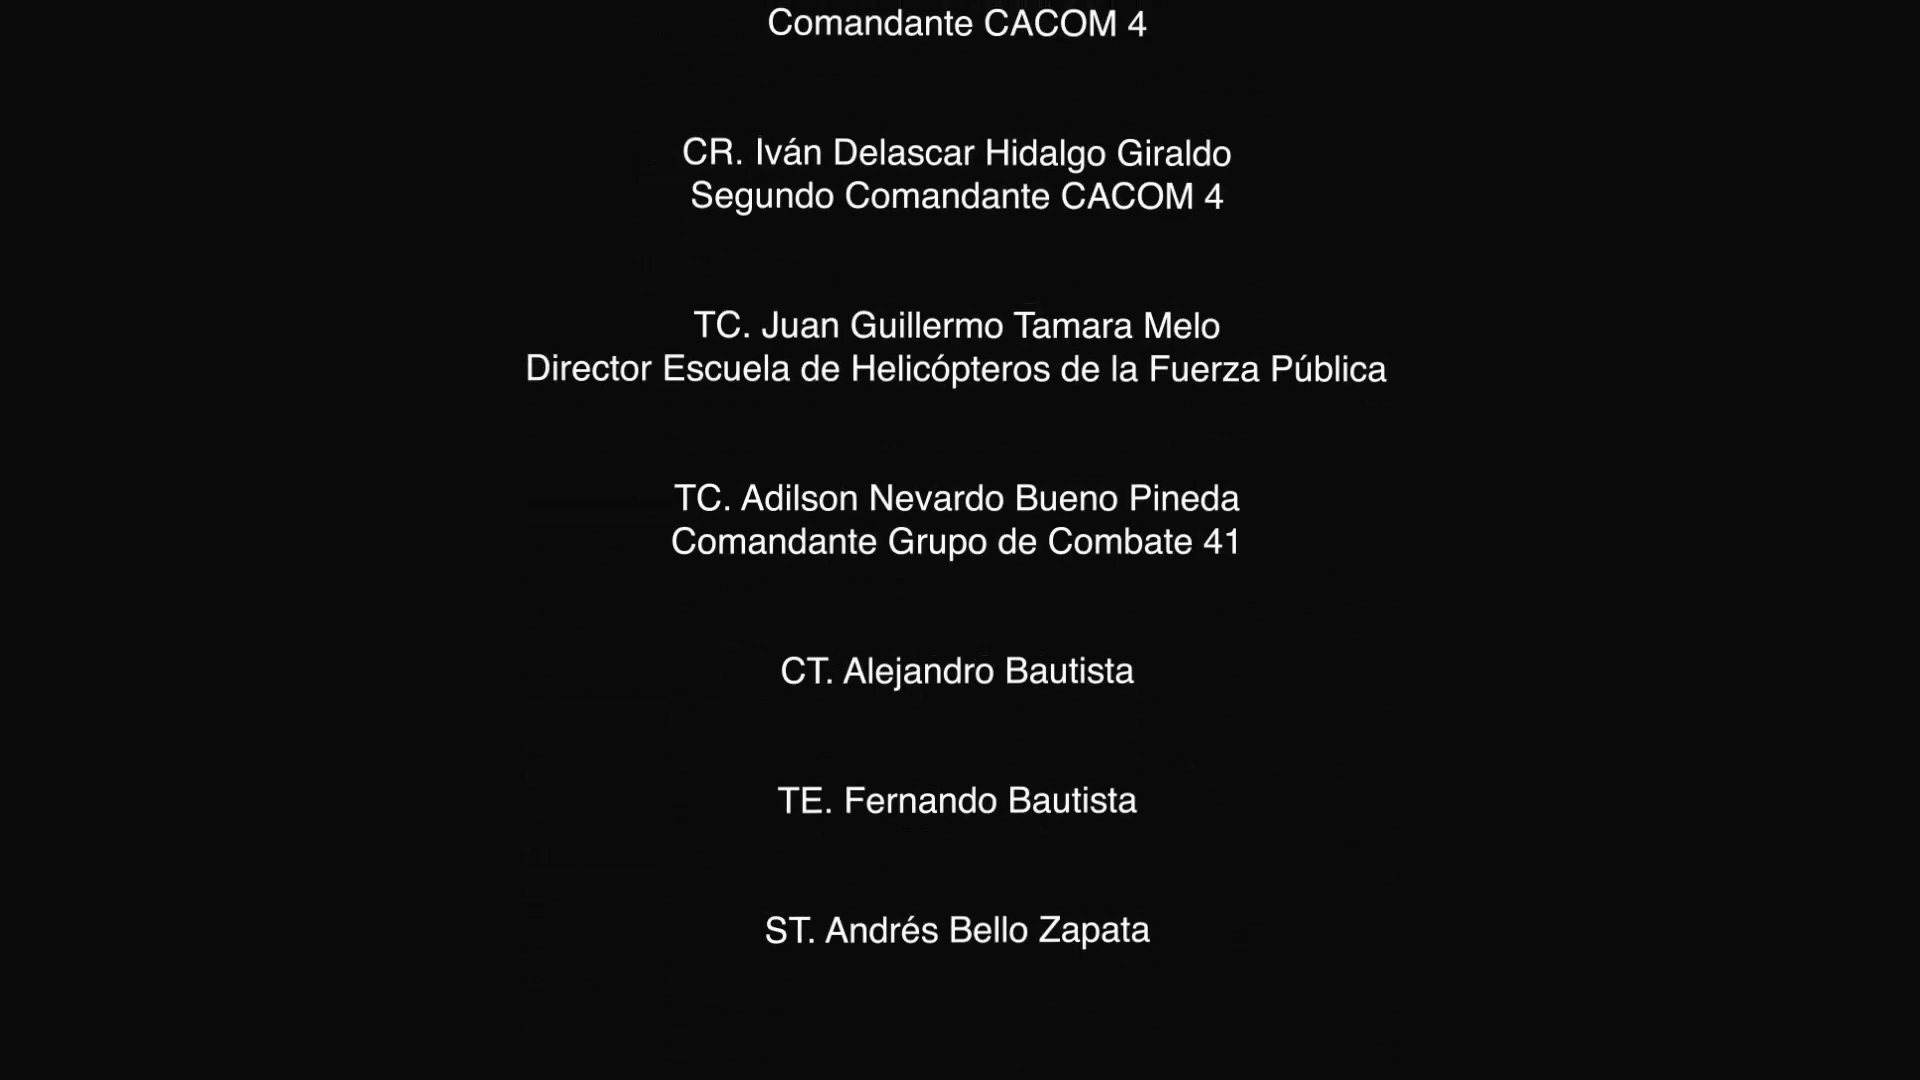 Comandante CACOM 4
CR. Iván Delascar Hidalgo Giraldo
Segundo Comandante CACOM 4
TC. Juan Guillermo Tamara Melo
Director Escuela de Helicópteros de la Fuerza Pública
TC. Adilson Nevardo Bueno Pineda
Comandante Grupo de Combate 41
CT. Alejandro Bautista
TE. Fernando Bautista
ST. Andrés Bello Zapata